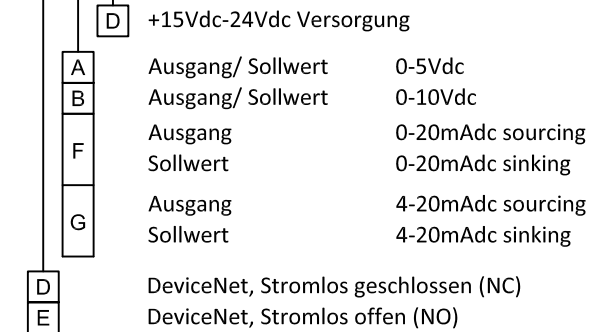 D +15Vdc-24Vdc Versorgung
A Ausgang/ Sollwert 0-5Vdc
B Ausgang/ Sollwert 0-10Vdc
F Ausgang 0-20mAdc sourcing
Sollwert 0-20mAdc sinking
G Ausgang 4-20mAdc sourcing
Sollwert 4-20mAdc sinking
D DeviceNet, Stromlos geschlossen (NC)
E DeviceNet, Stromlos offen (NO)